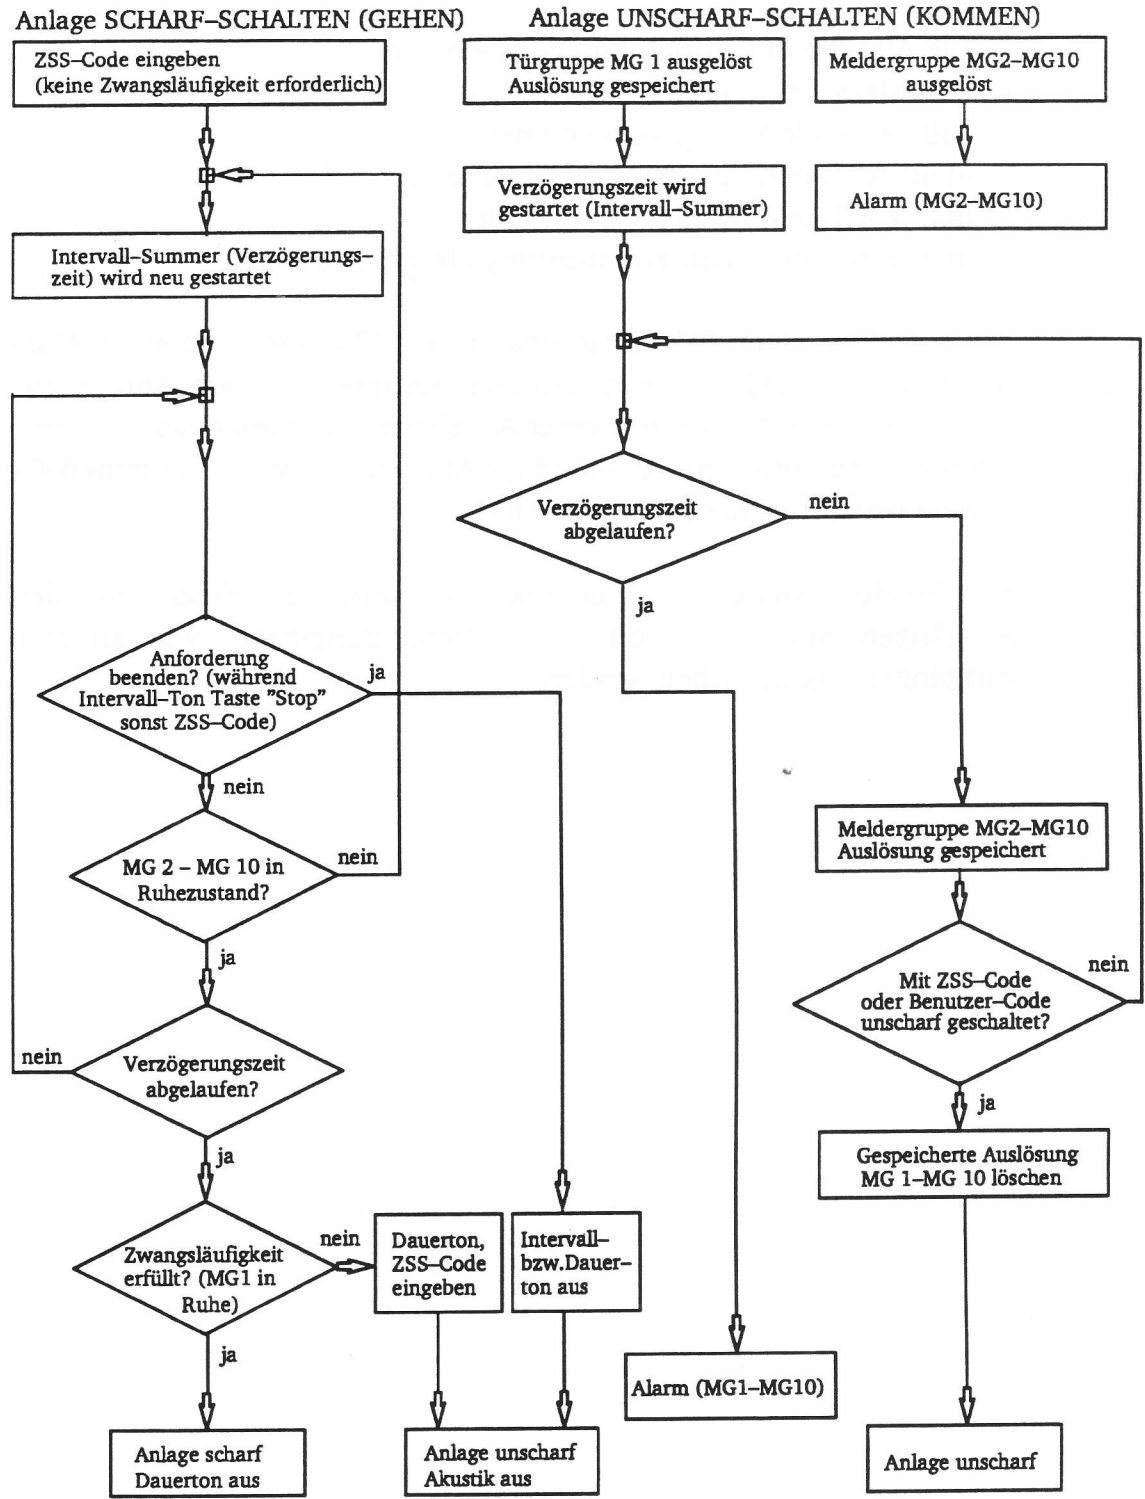 Anlage SCHARF–SCHALTEN (GEHEN)
ZSS–Code eingeben
(keine Zwangsläufigkeit erforderlich)
Intervall–Summer (Verzögerungs–
zeit) wird neu gestartet
Anforderung
beenden? (während
Intervall–Ton Taste "Stop"
sonst ZSS–Code)
ja
nein
MG 2 – MG 10 in
Ruhezustand?
nein
ja
Verzögerungszeit
abgelaufen?
nein
ja
Zwangsläufigkeit
erfüllt? (MG1 in
Ruhe)
nein
ja
Dauerton,
ZSS–Code
eingeben
Intervall–
bzw.Dauer–
ton aus
Anlage scharf
Dauerton aus
Anlage unscharf
Akustik aus
Anlage UNSCHARF–SCHALTEN (KOMMEN)
Türgruppe MG 1 ausgelöst
Auslösung gespeichert
Verzögerungszeit wird
gestartet (Intervall–Summer)
Meldergruppe MG2–MG10
ausgelöst
Alarm (MG2–MG10)
Verzögerungszeit
abgelaufen?
nein
ja
Meldergruppe MG2–MG10
Auslösung gespeichert
Mit ZSS–Code
oder Benutzer–Code
unscharf geschaltet?
nein
ja
Gespeicherte Auslösung
MG 1–MG 10 löschen
Alarm (MG1–MG10)
Anlage unscharf